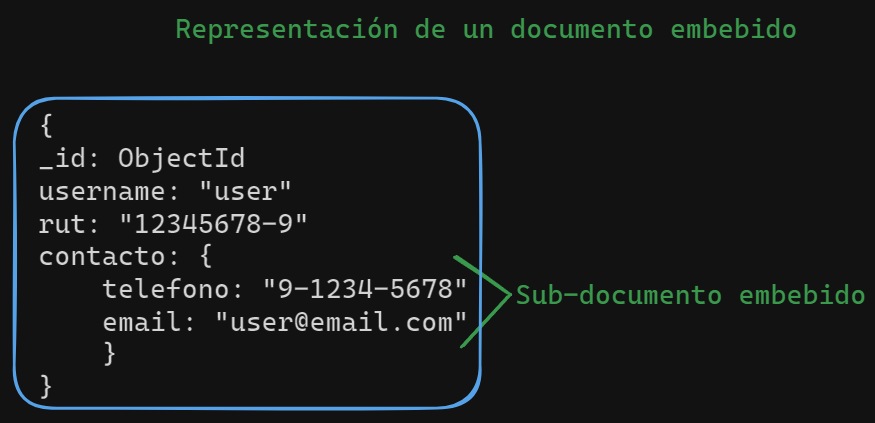 Representación de un documento embebido
{
_id: ObjectId
username: "user"
rut: "12345678-9"
contacto: {
telefono: "9-1234-5678"
email: "user@email.com"
}
}
Sub-documento embebido